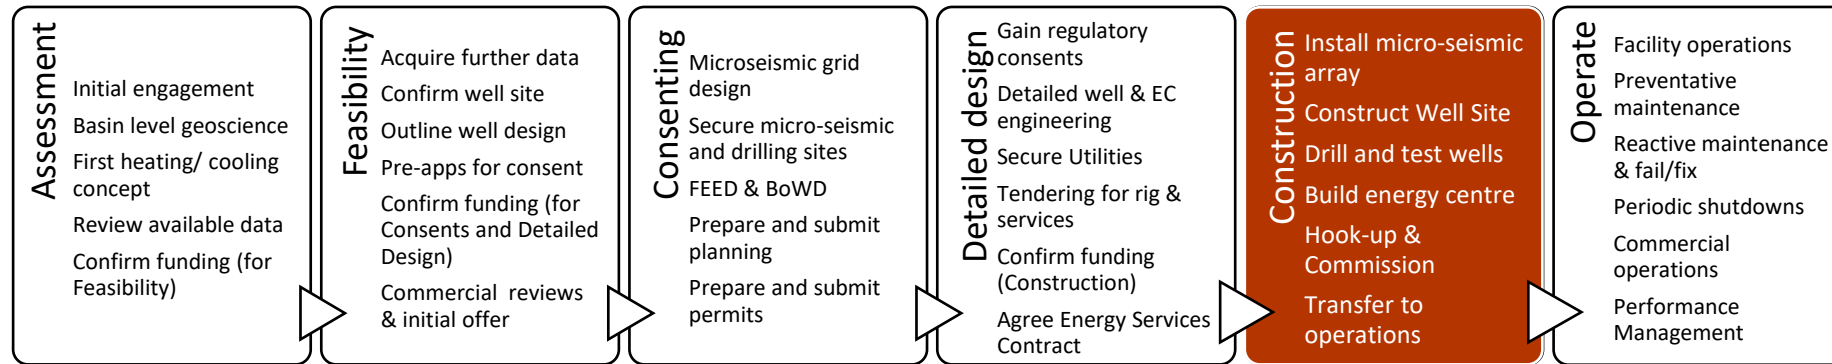 Assessment
Initial engagement
Basin level geoscience
First heating/ cooling
concept
Review available data
Confirm funding (for
Feasibility)
Feasibility
Acquire further data
Confirm well site
Outline well design
Pre-apps for consent
Confirm funding (for
Consents and Detailed
Design)
Commercial reviews
& initial offer
Consenting
Microseismic grid
design
Secure micro-seismic
and drilling sites
FEED & BoWD
Prepare and submit
planning
Prepare and submit
permits
Detailed design
Gain regulatory
consents
Detailed well & EC
engineering
Secure Utilities
Tendering for rig &
services
Confirm funding
(Construction)
Agree Energy Services
Contract
Construction
Install micro-seismic
array
Construct Well Site
Drill and test wells
Build energy centre
Hook-up &
Commission
Transfer to
operations
Operate
Facility operations
Preventative
maintenance
Reactive maintenance
& fail/fix
Periodic shutdowns
Commercial
operations
Performance
Management